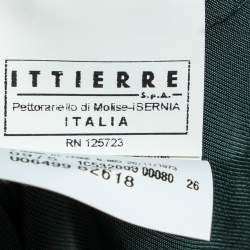 ITTIERRE
S.p.A.
Pettoranello di Molise-ISERNIA
ITALIA
RN 125723
00080 26
82618